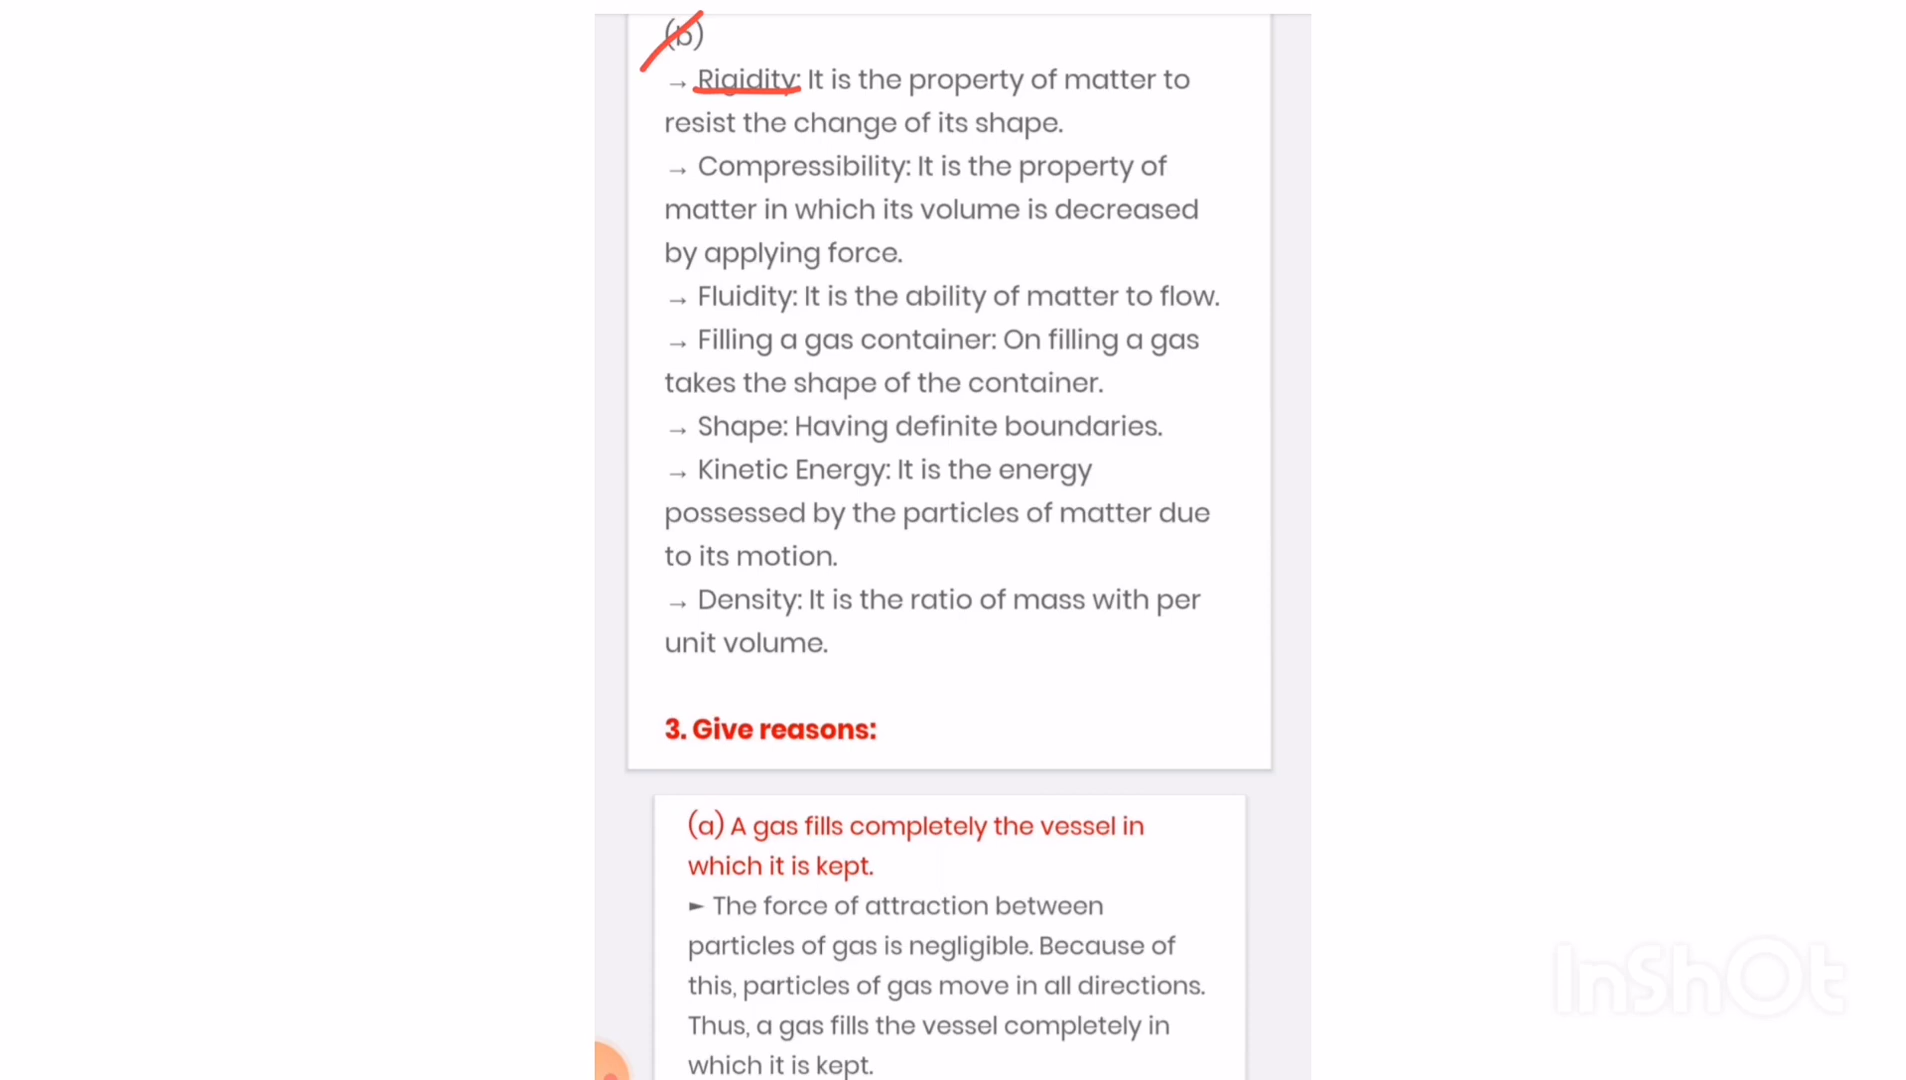 (b)
→ Rigidity: It is the property of matter to
resist the change of its shape.
→ Compressibility: It is the property of
matter in which its volume is decreased
by applying force.
→ Fluidity: It is the ability of matter to flow.
→ Filling a gas container: On filling a gas
takes the shape of the container.
→ Shape: Having definite boundaries.
→ Kinetic Energy: It is the energy
possessed by the particles of matter due
to its motion.
→ Density: It is the ratio of mass with per
unit volume.
3. Give reasons:
(a) A gas fills completely the vessel in
which it is kept.
► The force of attraction between
particles of gas is negligible. Because of
this, particles of gas move in all directions.
Thus, a gas fills the vessel completely in
which it is kept.
InShOt